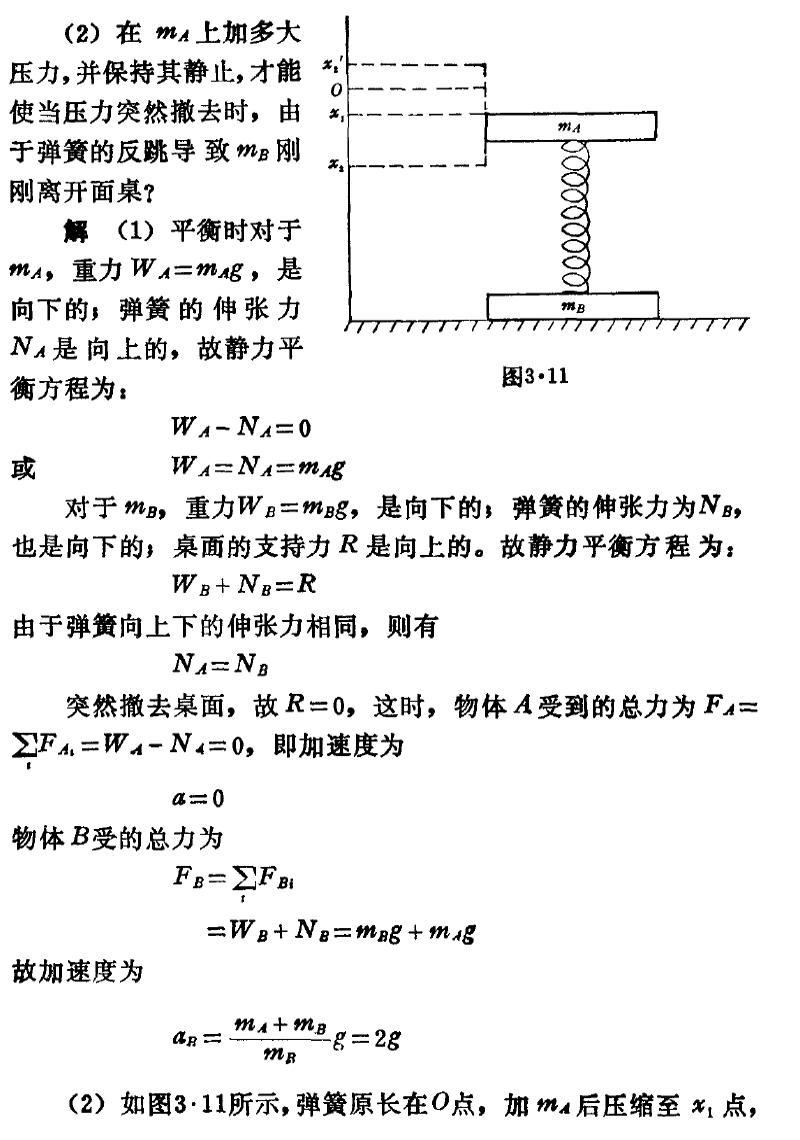 (2) 在 m_A 上加多大
压力,并保持其静止,才能
使当压力突然撤去时，由
于弹簧的反跳导致 m_B 刚
刚离开面桌?
解 (1) 平衡时对于
m_A，重力 W_A=m_Ag，是
向下的；弹簧的伸张力
N_A 是向上的，故静力平
衡方程为：
x_2'
O
x_1
x_2
m_A
m_B
图3·11
W_A-N_A=0
或 W_A=N_A=m_Ag
对于 m_B，重力W_B=m_Bg，是向下的；弹簧的伸张力为N_B，
也是向下的；桌面的支持力 R 是向上的。故静力平衡方程为：
W_B+N_B=R
由于弹簧向上下的伸张力相同，则有
N_A=N_B
突然撤去桌面，故 R=0，这时，物体 A 受到的总力为 F_A=
∑_i F_{Ai}=W_A-N_A=0，即加速度为
a=0
物体 B受的总力为
F_B=∑_i F_{Bi}
=W_B+N_B=m_Bg+m_Ag
故加速度为
a_B=\frac{m_A+m_B}{m_B}g=2g
(2) 如图3·11所示,弹簧原长在O点，加 m_A 后压缩至 x_1 点，